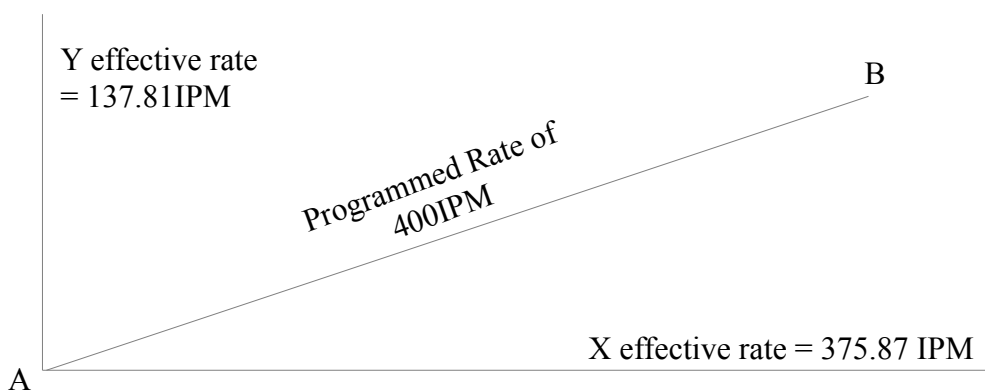 Y effective rate
= 137.81IPM
B
Programmed Rate of
400IPM
X effective rate = 375.87 IPM
A